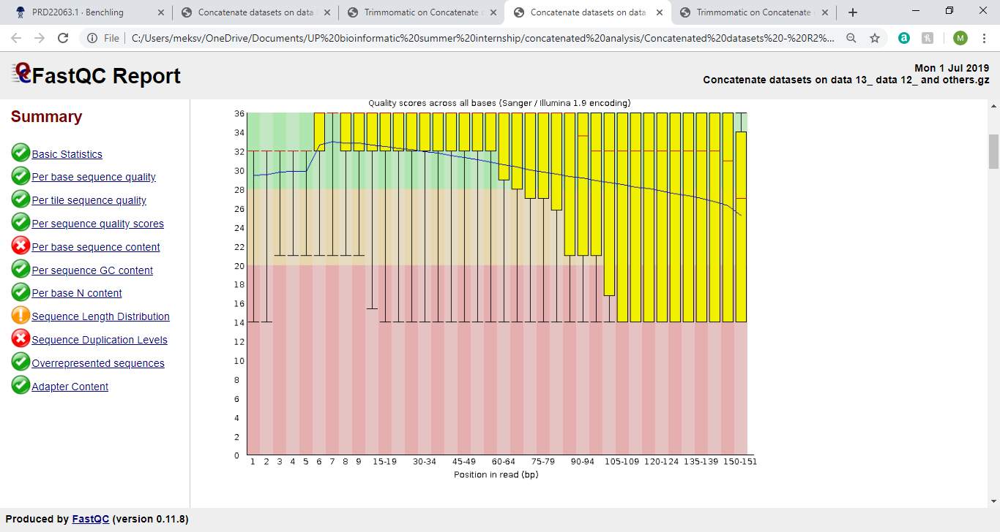 PRD22063.1 · Benchling
Concatenate datasets on data
Trimmomatic on Concatenate
Concatenate datasets on data
Trimmomatic on Concatenate
File
C:/Users/meksv/OneDrive/Documents/UP%20bioinformatic%20summer%20internship/concatenated%20analysis/Concatenated%20datasets%20-%20R2%...
M
FastQC Report
Mon 1 Jul 2019
Concatenate datasets on data 13_ data 12_ and others.gz
Summary
Basic Statistics
Per base sequence quality
Per tile sequence quality
Per sequence quality scores
Per base sequence content
Per sequence GC content
Per base N content
Sequence Length Distribution
Sequence Duplication Levels
Overrepresented sequences
Adapter Content
Quality scores across all bases (Sanger / Illumina 1.9 encoding)
36
34
32
30
28
26
24
22
20
18
16
14
12
10
8
6
4
2
0
1 2 3 4 5 6 7 8 9 15-19 30-34 45-49 60-64 75-79 90-94 105-109 120-124 135-139 150-151
Position in read (bp)
Produced by FastQC (version 0.11.8)